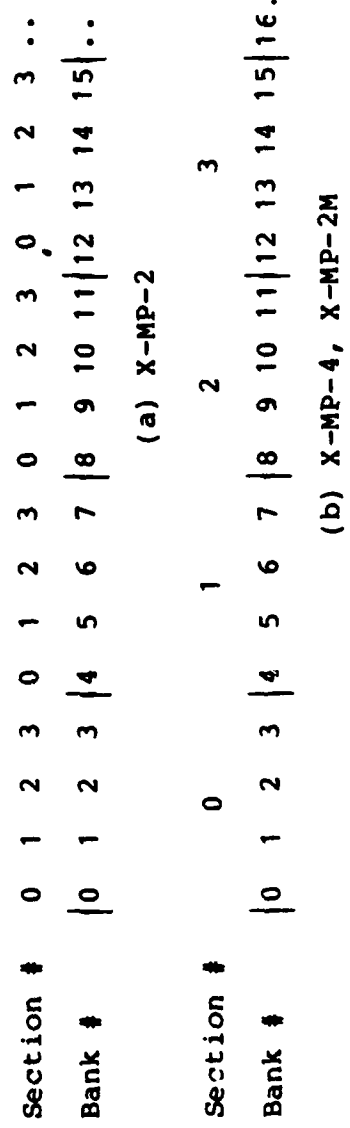 Section # 0 1 2 3 0 1 2 3 0 1 2 3 0 1 2 3 ..
Bank # |0 1 2 3 |4 5 6 7 |8 9 10 11|12 13 14 15|..
(a) X-MP-2
Section # 0 1 2 3
Bank # |0 1 2 3 |4 5 6 7 |8 9 10 11|12 13 14 15|16.
(b) X-MP-4, X-MP-2M